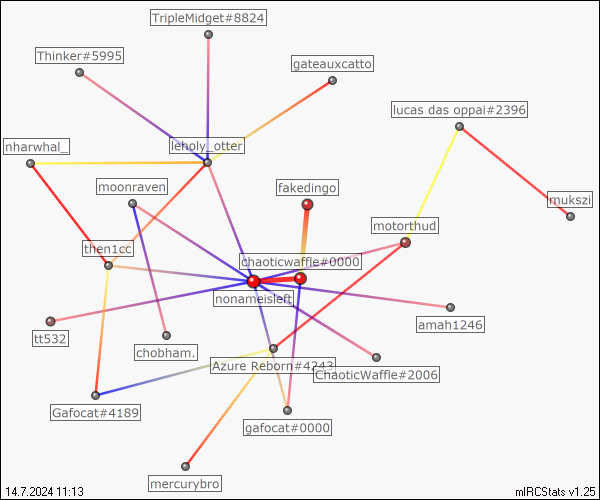 TripleMidget#8824
Thinker#5995
gateauxcatto
lucas das oppai#2396
nharwhal_
leholy_otter
moonraven
fakedingo
mukszi
motorthud
then1cc
chaoticwaffle#0000
nonameisleft
amah1246
tt532
chobham.
Azure Reborn#4243
ChaoticWaffle#2006
Gafocat#4189
gafocat#0000
mercurybro
14.7.2024 11:13
mIRCStats v1.25